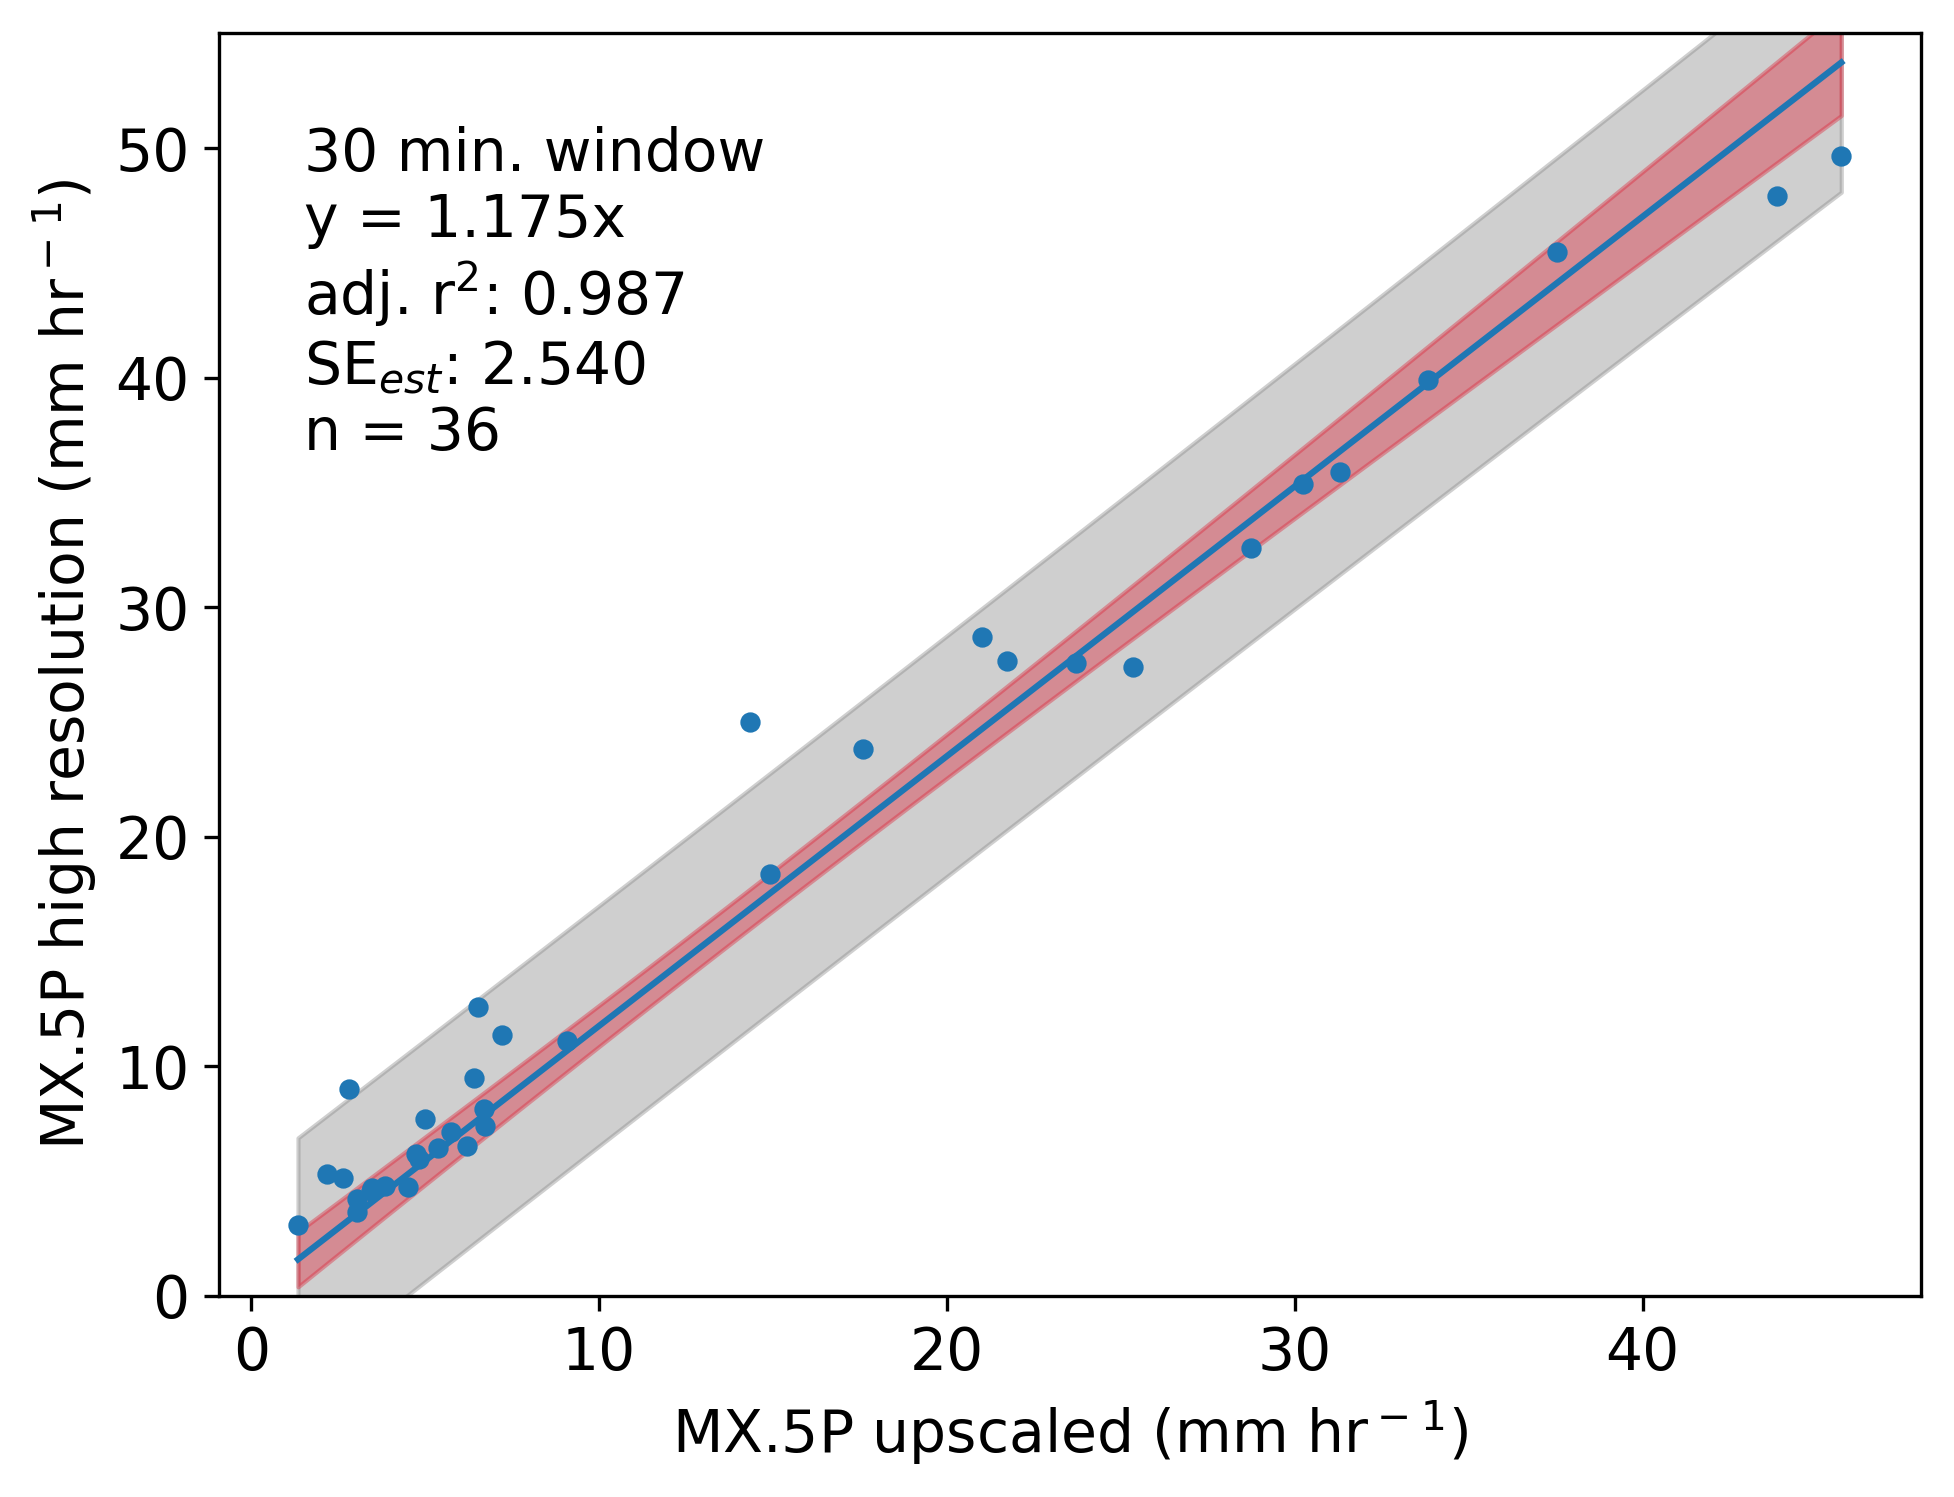 30 min. window
y = 1.175x
adj. r²: 0.987
SEₑₛₜ: 2.540
n = 36
MX.5P high resolution (mm hr⁻¹)
50
40
30
20
10
0
0 10 20 30 40
MX.5P upscaled (mm hr⁻¹)